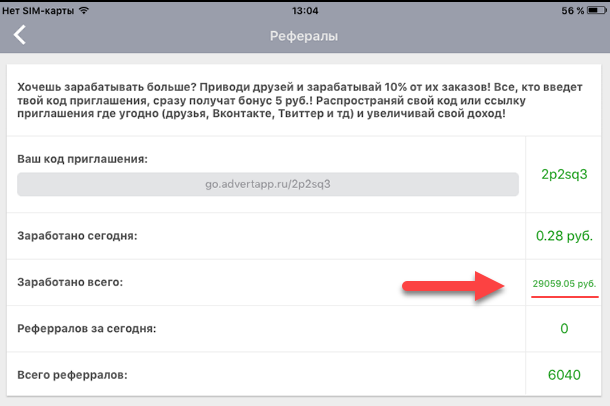 Нет SIM-карты 13:04 56 %
Рефералы
Хочешь зарабатывать больше? Приводи друзей и зарабатывай 10% от их заказов! Все, кто введет
твой код приглашения, сразу получат бонус 5 руб.! Распространяй свой код или ссылку
приглашения где угодно (друзья, Вконтакте, Твиттер и тд) и увеличивай свой доход!
Ваш код приглашения:
go.advertapp.ru/2p2sq3
2p2sq3
Заработано сегодня: 0.28 руб.
Заработано всего: 29059.05 руб.
Реферралов за сегодня: 0
Всего реферралов: 6040